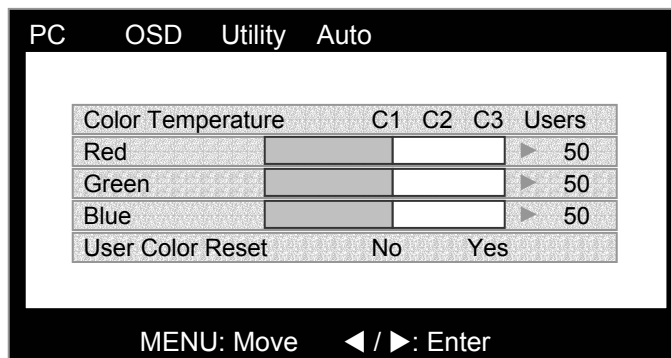 PC OSD Utility Auto
Color Temperature C1 C2 C3 Users
Red ▶ 50
Green ▶ 50
Blue ▶ 50
User Color Reset No Yes
MENU: Move ◀ / ▶: Enter